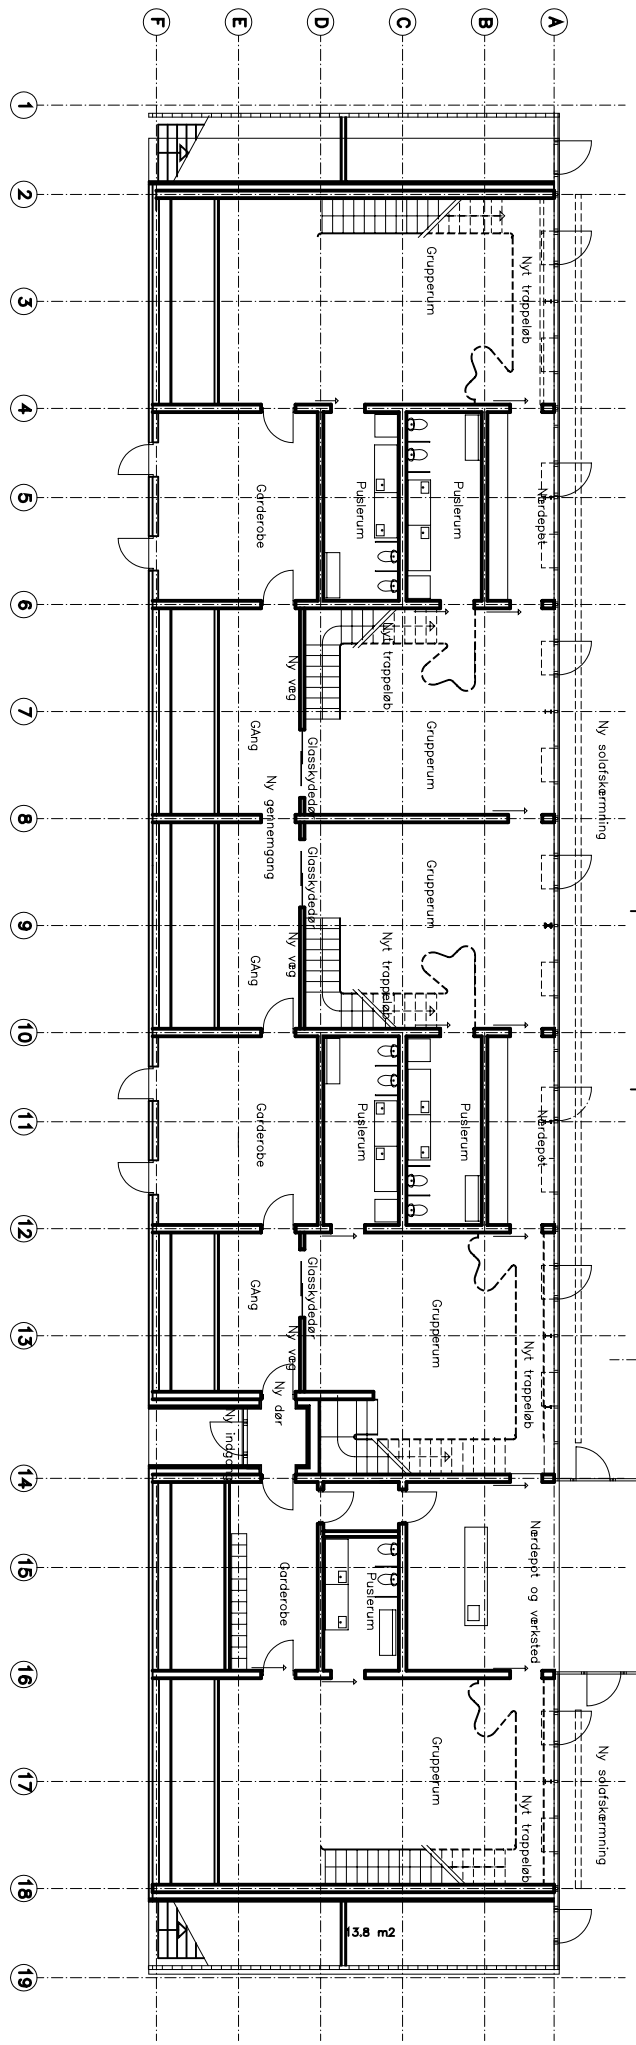 F
E
D
C
B
A
1
2
Grupperum
Nyt trappeløb
3
4
5
Garderobe
Puslerum
Puslerum
Nærdepot
6
Ny væg
Nyt trappeløb
7
GAng
Glasskydedør
Grupperum
Ny solafskærmning
8
Ny gennemgang
Glasskydedør
Grupperum
9
GAng
Ny væg
Nyt trappeløb
10
11
Garderobe
Puslerum
Puslerum
Nærdepot
12
GAng
Glasskydedør
Grupperum
13
Ny væg
Nyt trappeløb
Ny dør
Ny indgang
14
15
Garderobe
Puslerum
Nærdepot og værksted
16
17
Grupperum
Nyt trappeløb
Ny solafskærmning
18
13.8 m2
19